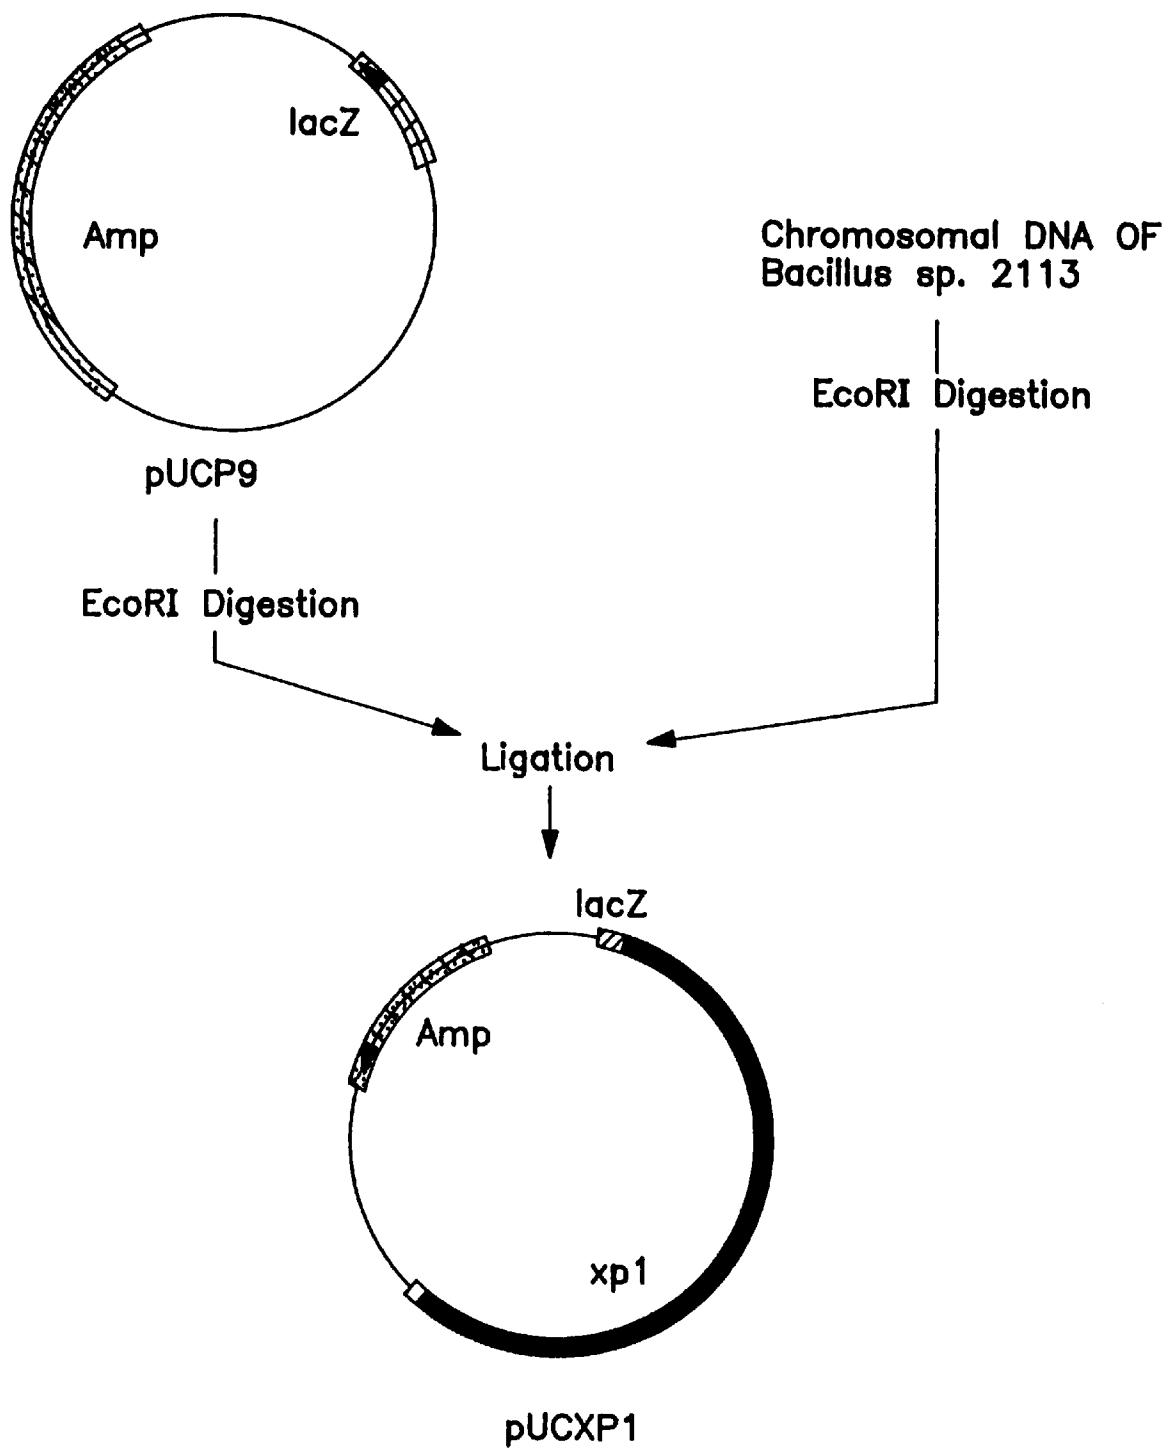 lacZ
Amp
pUCP9
EcoRI Digestion
Chromosomal DNA OF
Bacillus sp. 2113
EcoRI Digestion
Ligation
lacZ
Amp
xp1
pUCXP1